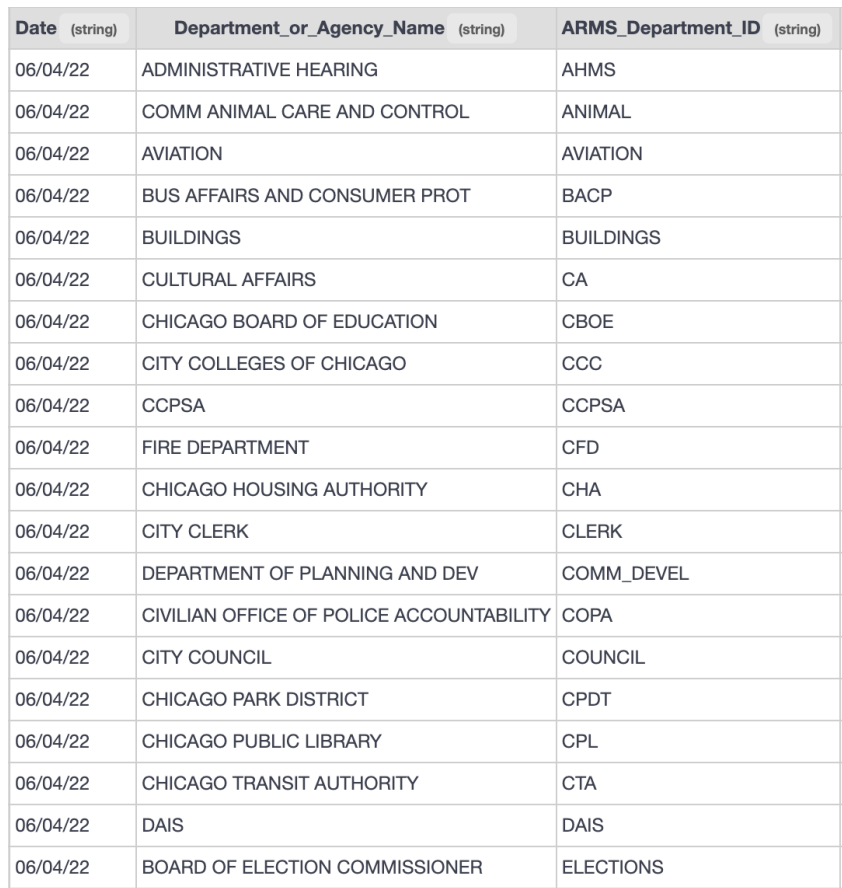 Date (string) Department_or_Agency_Name (string) ARMS_Department_ID (string)
06/04/22 ADMINISTRATIVE HEARING AHMS
06/04/22 COMM ANIMAL CARE AND CONTROL ANIMAL
06/04/22 AVIATION AVIATION
06/04/22 BUS AFFAIRS AND CONSUMER PROT BACP
06/04/22 BUILDINGS BUILDINGS
06/04/22 CULTURAL AFFAIRS CA
06/04/22 CHICAGO BOARD OF EDUCATION CBOE
06/04/22 CITY COLLEGES OF CHICAGO CCC
06/04/22 CCPSA CCPSA
06/04/22 FIRE DEPARTMENT CFD
06/04/22 CHICAGO HOUSING AUTHORITY CHA
06/04/22 CITY CLERK CLERK
06/04/22 DEPARTMENT OF PLANNING AND DEV COMM_DEVEL
06/04/22 CIVILIAN OFFICE OF POLICE ACCOUNTABILITY COPA
06/04/22 CITY COUNCIL COUNCIL
06/04/22 CHICAGO PARK DISTRICT CPDT
06/04/22 CHICAGO PUBLIC LIBRARY CPL
06/04/22 CHICAGO TRANSIT AUTHORITY CTA
06/04/22 DAIS DAIS
06/04/22 BOARD OF ELECTION COMMISSIONER ELECTIONS